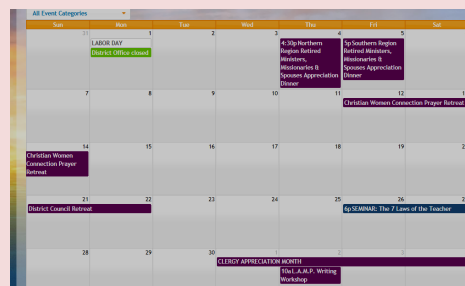 All Event Categories
Sun Mon Tue Wed Thu Fri Sat
31 1 2 3 4 5
LABOR DAY
District Office closed
4:30p Northern
Region Retired
Ministers,
Missionaries &
Spouses Appreciation
Dinner
5p Southern Region
Retired Ministers,
Missionaries &
Spouses Appreciation
Dinner
7 8 9 10 11 12
Christian Women Connection Prayer Retreat
14 15 16 17 18 19
Christian Women
Connection Prayer
Retreat
21 22 23 24 25 26
District Council Retreat
6p SEMINAR: The 7 Laws of the Teacher
28 29 30 1 2
CLERGY APPRECIATION MONTH
10a L.A.M.P. Writing
Workshop